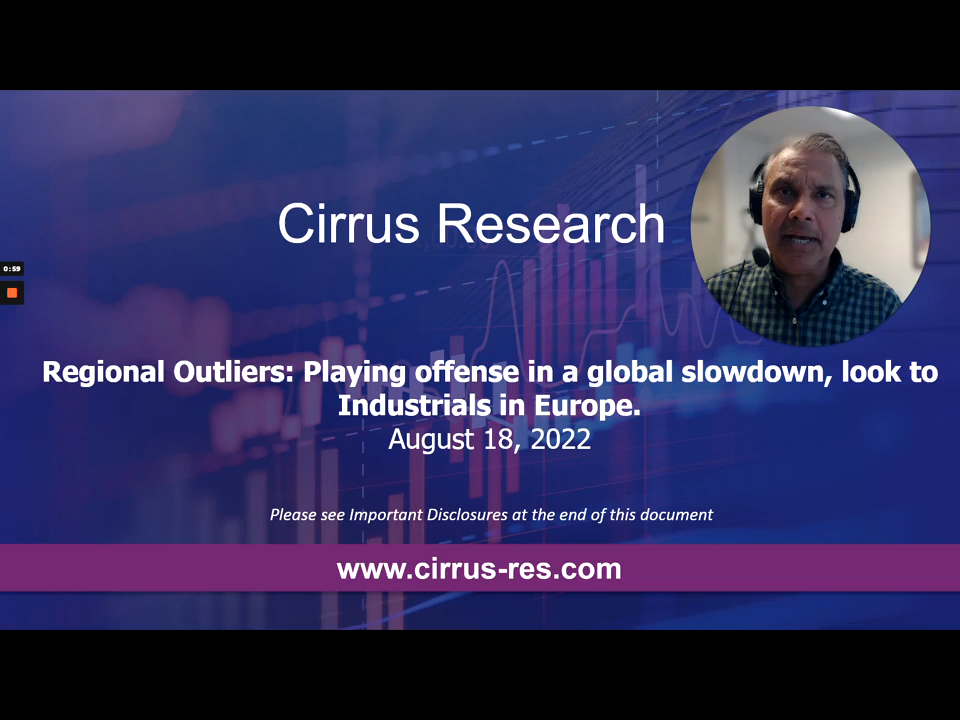 Cirrus Research
0:59
Regional Outliers: Playing offense in a global slowdown, look to
Industrials in Europe.
August 18, 2022
Please see Important Disclosures at the end of this document
www.cirrus-res.com